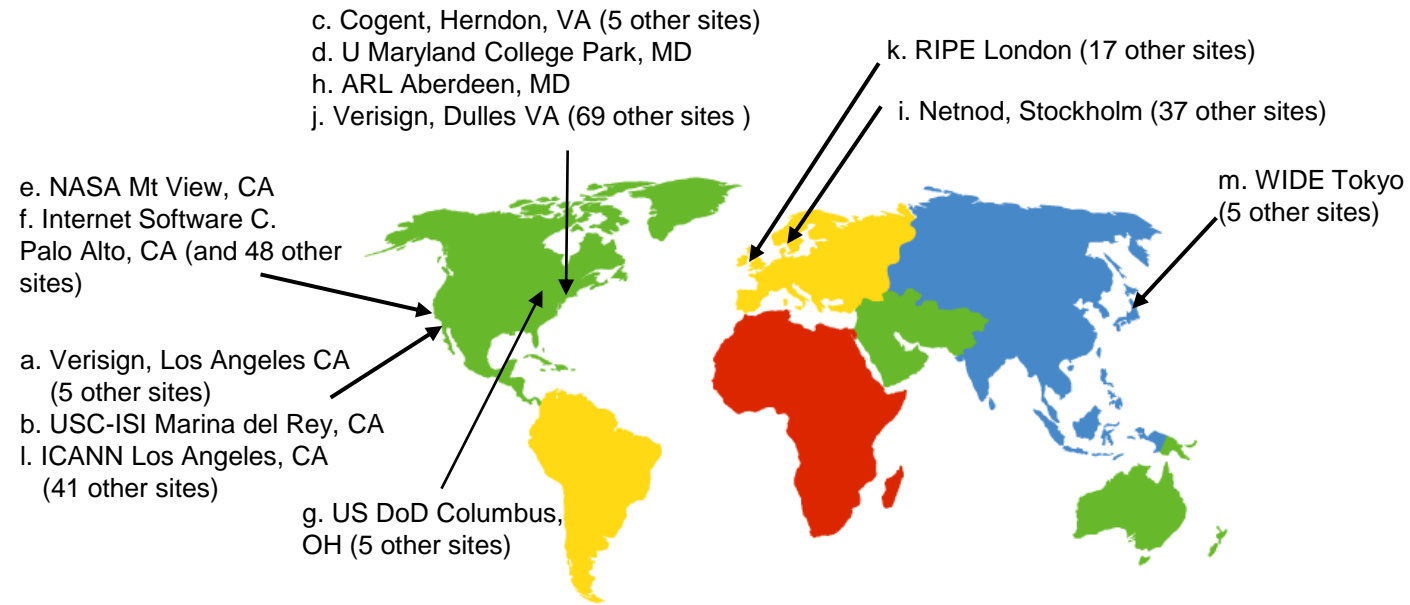 c. Cogent, Herndon, VA (5 other sites)
d. U Maryland College Park, MD
h. ARL Aberdeen, MD
j. Verisign, Dulles VA (69 other sites )
k. RIPE London (17 other sites)
i. Netnod, Stockholm (37 other sites)
e. NASA Mt View, CA
f. Internet Software C.
Palo Alto, CA (and 48 other
sites)
m. WIDE Tokyo
(5 other sites)
a. Verisign, Los Angeles CA
(5 other sites)
b. USC-ISI Marina del Rey, CA
l. ICANN Los Angeles, CA
(41 other sites)
g. US DoD Columbus,
OH (5 other sites)